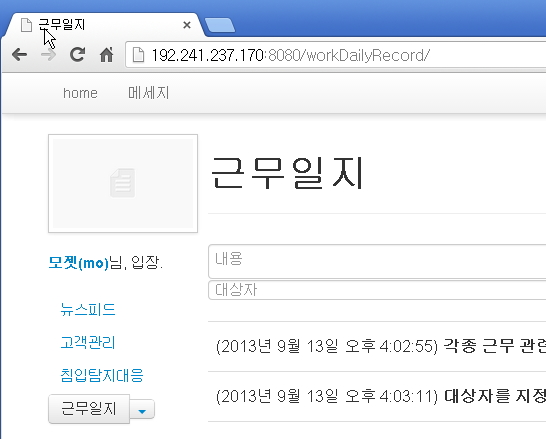 근무일지
192.241.237.170:8080/workDailyRecord/
home 메세지
근무일지
모젯(mo)님, 입장.
내용
대상자
뉴스피드
고객관리
침입탐지대응
근무일지
(2013년 9월 13일 오후 4:02:55) 각종 근무 관련
(2013년 9월 13일 오후 4:03:11) 대상자를 지정